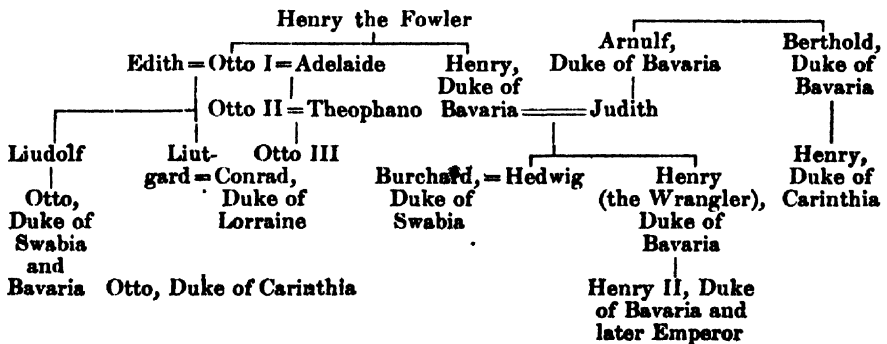 Henry the Fowler
Edith = Otto I = Adelaide
Henry,
Duke of
Bavaria
Arnulf,
Duke of Bavaria
Berthold,
Duke of
Bavaria
Otto II = Theophano
Judith
Liudolf
Liut-
gard = Conrad,
Duke of
Lorraine
Otto III
Burchard, = Hedwig
Duke of
Swabia
Henry
(the Wrangler),
Duke of
Bavaria
Henry,
Duke of
Carinthia
Otto,
Duke of
Swabia
and
Bavaria
Otto, Duke of Carinthia
Henry II, Duke
of Bavaria and
later Emperor